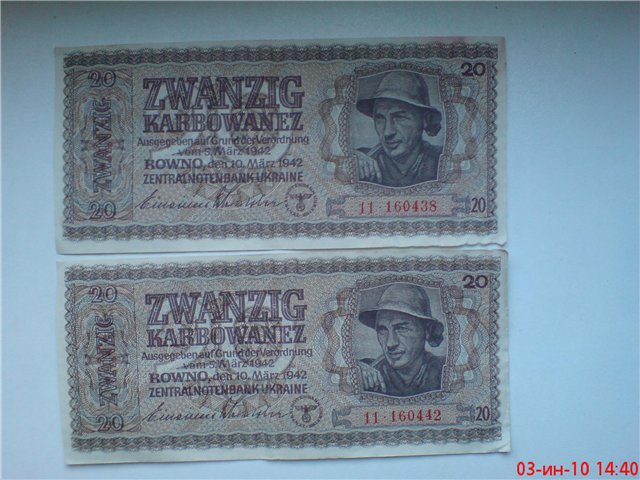 20
ZWANZIG
20
ZWANZIG
KARBOWANEZ
Ausgegeben auf Grund der Verordnung
vom 5. März 1942
ROWNO, den 10. März 1942
ZENTRALNOTENBANK UKRAINE
20
11·160438
20
20
ZWANZIG
20
ZWANZIG
KARBOWANEZ
Ausgegeben auf Grund der Verordnung
vom 5. März 1942
ROWNO, den 10. März 1942
ZENTRALNOTENBANK UKRAINE
20
11·160442
20
03-ин-10 14:40